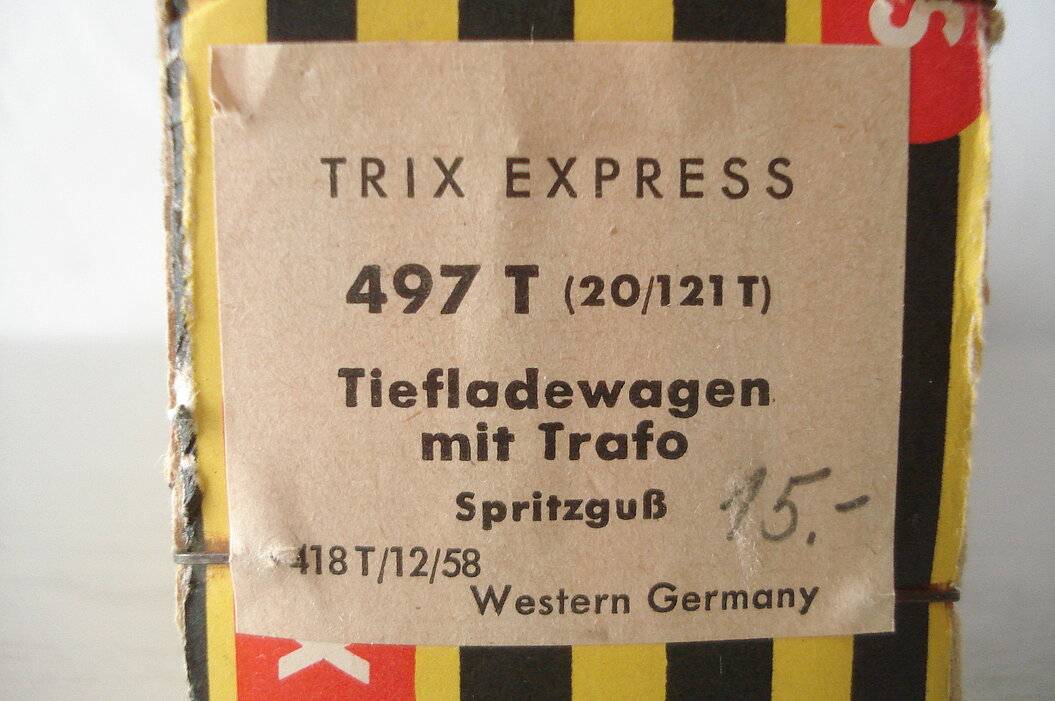 S
TRIX EXPRESS
497 T (20/121 T)
Tiefladewagen
mit Trafo
Spritzguß
15.-
418 T/12/58
Western Germany
X